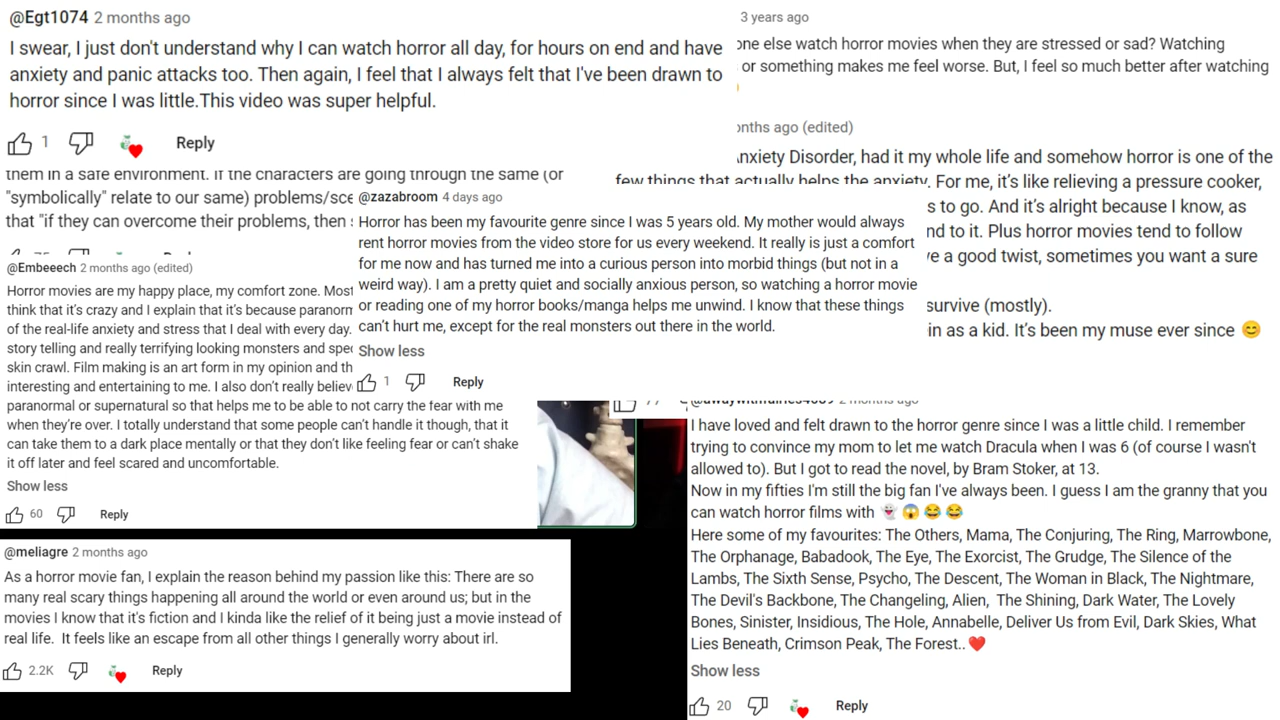 @Egt1074 2 months ago
I swear, I just don't understand why I can watch horror all day, for hours on end and have
anxiety and panic attacks too. Then again, I feel that I always felt that I've been drawn to
horror since I was little.This video was super helpful.
1 Reply
3 years ago
one else watch horror movies when they are stressed or sad? Watching
or something makes me feel worse. But, I feel so much better after watching
onths ago (edited)
Anxiety Disorder, had it my whole life and somehow horror is one of the
few things that actually helps the anxiety. For me, it's like relieving a pressure cooker,
s to go. And it's alright because I know, as
nd to it. Plus horror movies tend to follow
ve a good twist, sometimes you want a sure
survive (mostly).
in as a kid. It's been my muse ever since 😊
them in a safe environment. If the characters are going through the same (or
"symbolically" relate to our same) problems/sce
that "if they can overcome their problems, then
@zazabroom 4 days ago
Horror has been my favourite genre since I was 5 years old. My mother would always
rent horror movies from the video store for us every weekend. It really is just a comfort
for me now and has turned me into a curious person into morbid things (but not in a
weird way). I am a pretty quiet and socially anxious person, so watching a horror movie
or reading one of my horror books/manga helps me unwind. I know that these things
can't hurt me, except for the real monsters out there in the world.
Show less
1 Reply
@Embeeech 2 months ago (edited)
Horror movies are my happy place, my comfort zone. Most
think that it's crazy and I explain that it's because paranorm
of the real-life anxiety and stress that I deal with every day.
story telling and really terrifying looking monsters and spec
skin crawl. Film making is an art form in my opinion and th
interesting and entertaining to me. I also don't really believ
paranormal or supernatural so that helps me to be able to not carry the fear with me
when they're over. I totally understand that some people can't handle it though, that it
can take them to a dark place mentally or that they don't like feeling fear or can't shake
it off later and feel scared and uncomfortable.
Show less
60 Reply
@meliagre 2 months ago
As a horror movie fan, I explain the reason behind my passion like this: There are so
many real scary things happening all around the world or even around us; but in the
movies I know that it's fiction and I kinda like the relief of it being just a movie instead of
real life. It feels like an escape from all other things I generally worry about irl.
2.2K Reply
2 months ago
I have loved and felt drawn to the horror genre since I was a little child. I remember
trying to convince my mom to let me watch Dracula when I was 6 (of course I wasn't
allowed to). But I got to read the novel, by Bram Stoker, at 13.
Now in my fifties I'm still the big fan I've always been. I guess I am the granny that you
can watch horror films with 👻 😱 😂 😂
Here some of my favourites: The Others, Mama, The Conjuring, The Ring, Marrowbone,
The Orphanage, Babadook, The Eye, The Exorcist, The Grudge, The Silence of the
Lambs, The Sixth Sense, Psycho, The Descent, The Woman in Black, The Nightmare,
The Devil's Backbone, The Changeling, Alien, The Shining, Dark Water, The Lovely
Bones, Sinister, Insidious, The Hole, Annabelle, Deliver Us from Evil, Dark Skies, What
Lies Beneath, Crimson Peak, The Forest.. ❤️
Show less
20 Reply